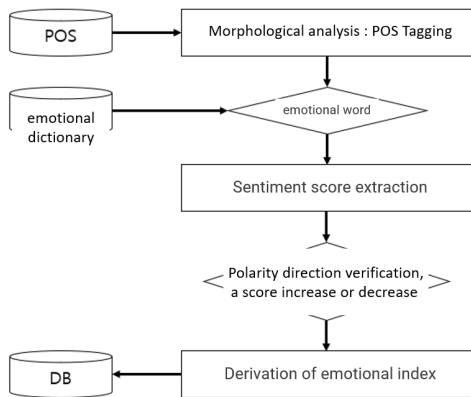 POS
Morphological analysis : POS Tagging
emotional
dictionary
emotional word
Sentiment score extraction
Polarity direction verification,
a score increase or decrease
DB
Derivation of emotional index